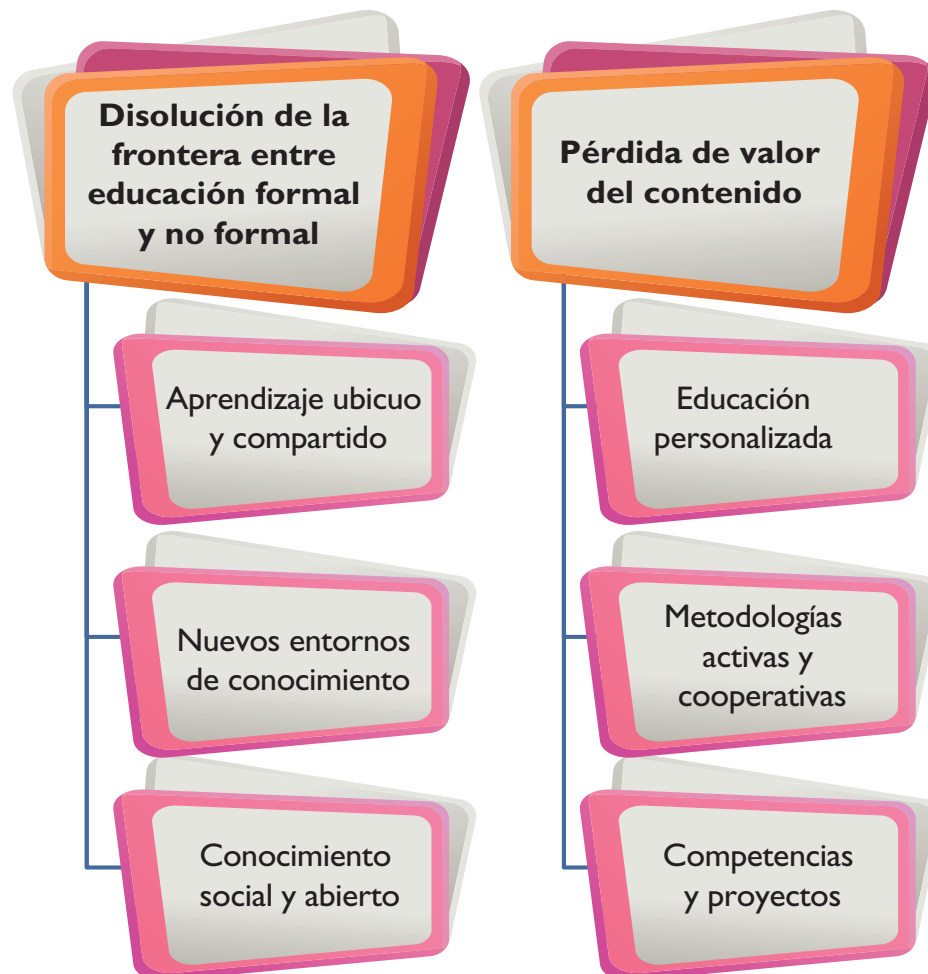 Disolución de la
frontera entre
educación formal
y no formal
Aprendizaje ubicuo
y compartido
Nuevos entornos
de conocimiento
Conocimiento
social y abierto
Pérdida de valor
del contenido
Educación
personalizada
Metodologías
activas y
cooperativas
Competencias
y proyectos